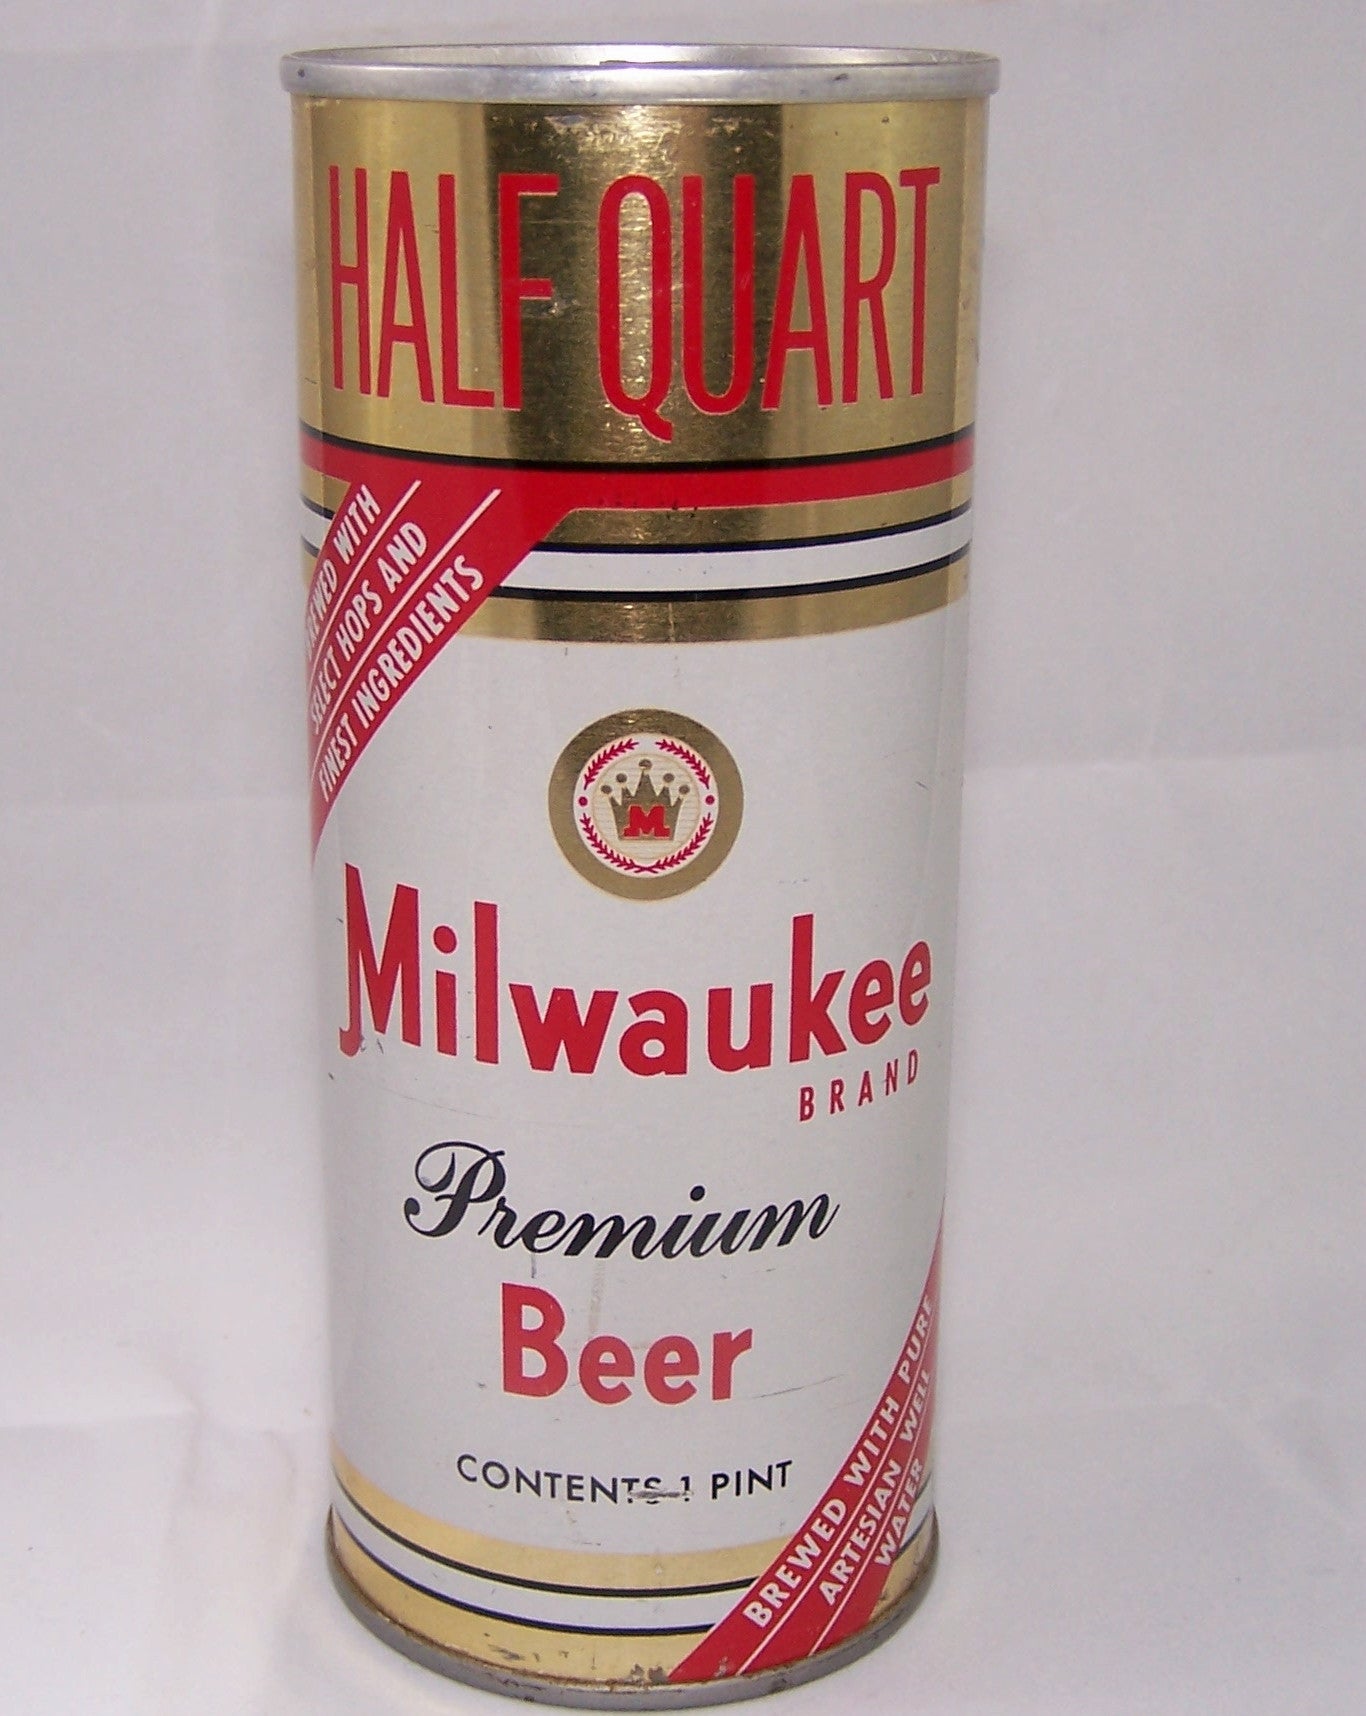 HALF QUART
BREWED WITH
SELECT HOPS AND
FINEST INGREDIENTS
M
Milwaukee
BRAND
Premium
Beer
CONTENTS 1 PINT
BREWED WITH PURE
ARTESIAN WELL
WATER